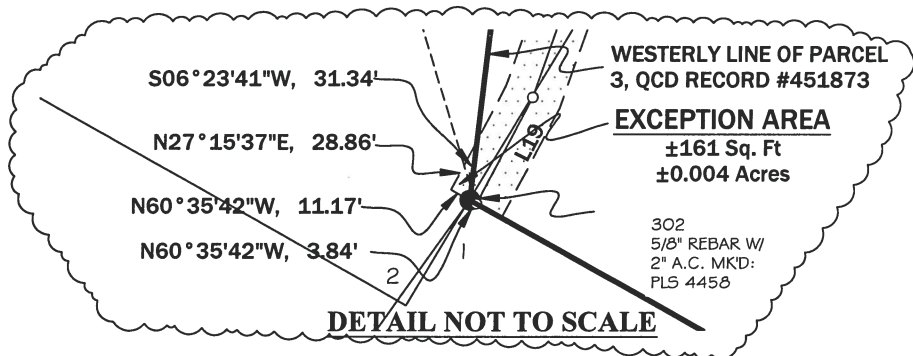 S06°23'41"W, 31.34'
N27°15'37"E, 28.86'
N60°35'42"W, 11.17'
N60°35'42"W, 3.84'
WESTERLY LINE OF PARCEL
3, QCD RECORD #451873
EXCEPTION AREA
±161 Sq. Ft
±0.004 Acres
L19
302
5/8" REBAR W/
2" A.C. MK'D:
PLS 4458
2
1
DETAIL NOT TO SCALE